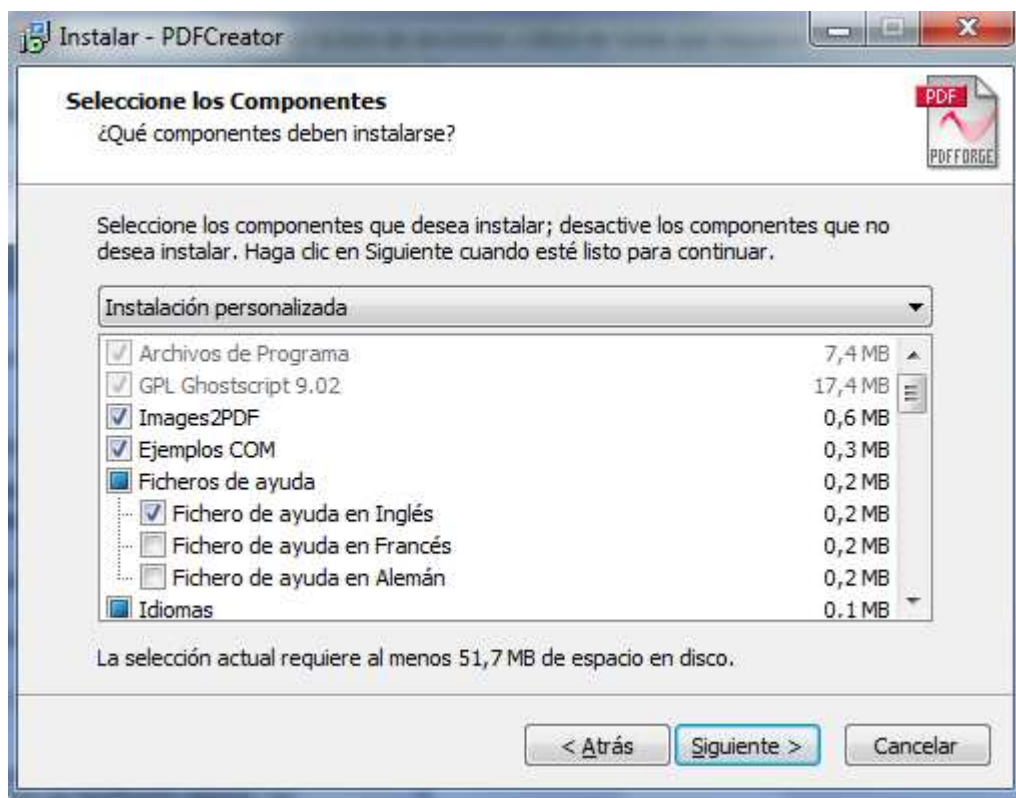 Instalar - PDFCreator
Seleccione los Componentes
¿Qué componentes deben instalarse?
PDF
PDFFORGE
Seleccione los componentes que desea instalar; desactive los componentes que no
desea instalar. Haga clic en Siguiente cuando esté listo para continuar.
Instalación personalizada
Archivos de Programa 7,4 MB
GPL Ghostscript 9.02 17,4 MB
Images2PDF 0,6 MB
Ejemplos COM 0,3 MB
Ficheros de ayuda 0,2 MB
Fichero de ayuda en Inglés 0,2 MB
Fichero de ayuda en Francés 0,2 MB
Fichero de ayuda en Alemán 0,2 MB
Idiomas 0,1 MB
La selección actual requiere al menos 51,7 MB de espacio en disco.
< Atrás Siguiente > Cancelar